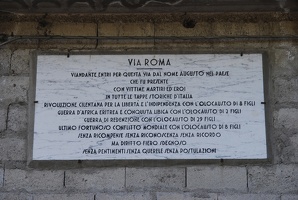 VIA ROMA
VIANDANTE ENTRI PER QUESTA VIA DAL NOME AUGUSTO NEL PAESE
CHE FU PRESENTE
CON VITTIME MARTIRI ED EROI
IN TUTTE LE TAPPE STORICHE D'ITALIA
RIVOLUZIONE CILENTANA PER LA LIBERTÀ E L'INDIPENDENZA CON L'OLOCAUSTO DI 8 FIGLI
GUERRA D'AFRICA ERITREA E CONQUISTA LIBICA CON L'OLOCAUSTO DI 3 FIGLI
GUERRA DI REDENZIONE CON L'OLOCAUSTO DI 29 FIGLI
ULTIMO FORTUNOSO CONFLITTO MONDIALE CON L'OLOCAUSTO DI 8 FIGLI
SENZA RICOMPENSE SENZA RICONOSCENZA SENZA RICORDO
MA DIRITTO FIERO SDEGNOSO
SENZA PENTIMENTI SENZA QUERELE SENZA POSTULAZIONI